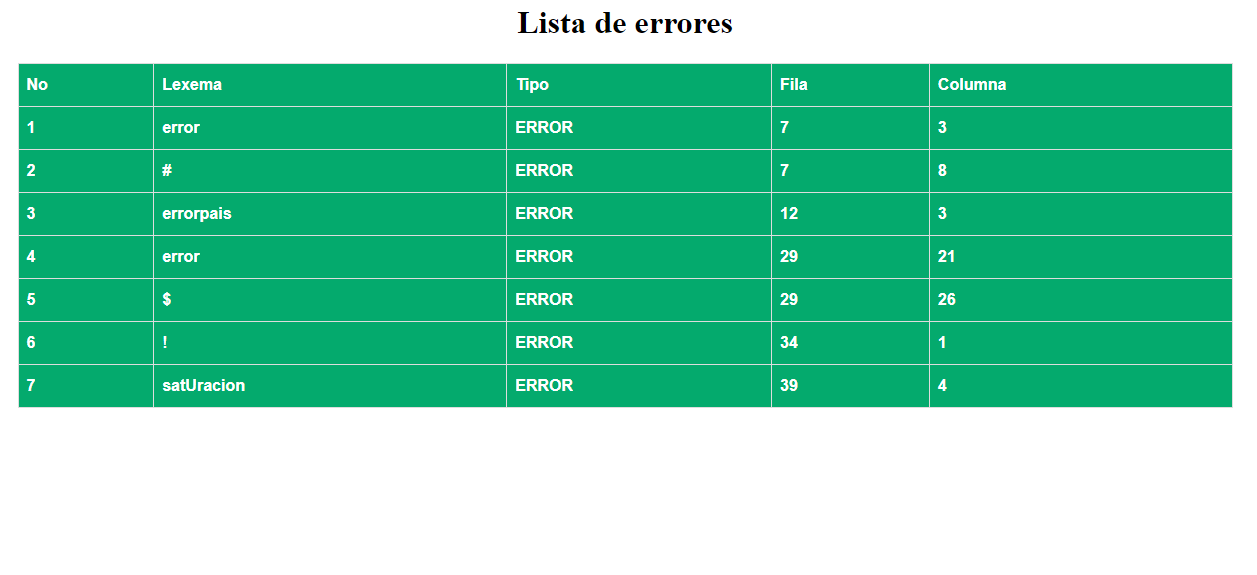 Lista de errores
No Lexema Tipo Fila Columna
1 error ERROR 7 3
2 # ERROR 7 8
3 errorpais ERROR 12 3
4 error ERROR 29 21
5 $ ERROR 29 26
6 ! ERROR 34 1
7 satUracion ERROR 39 4